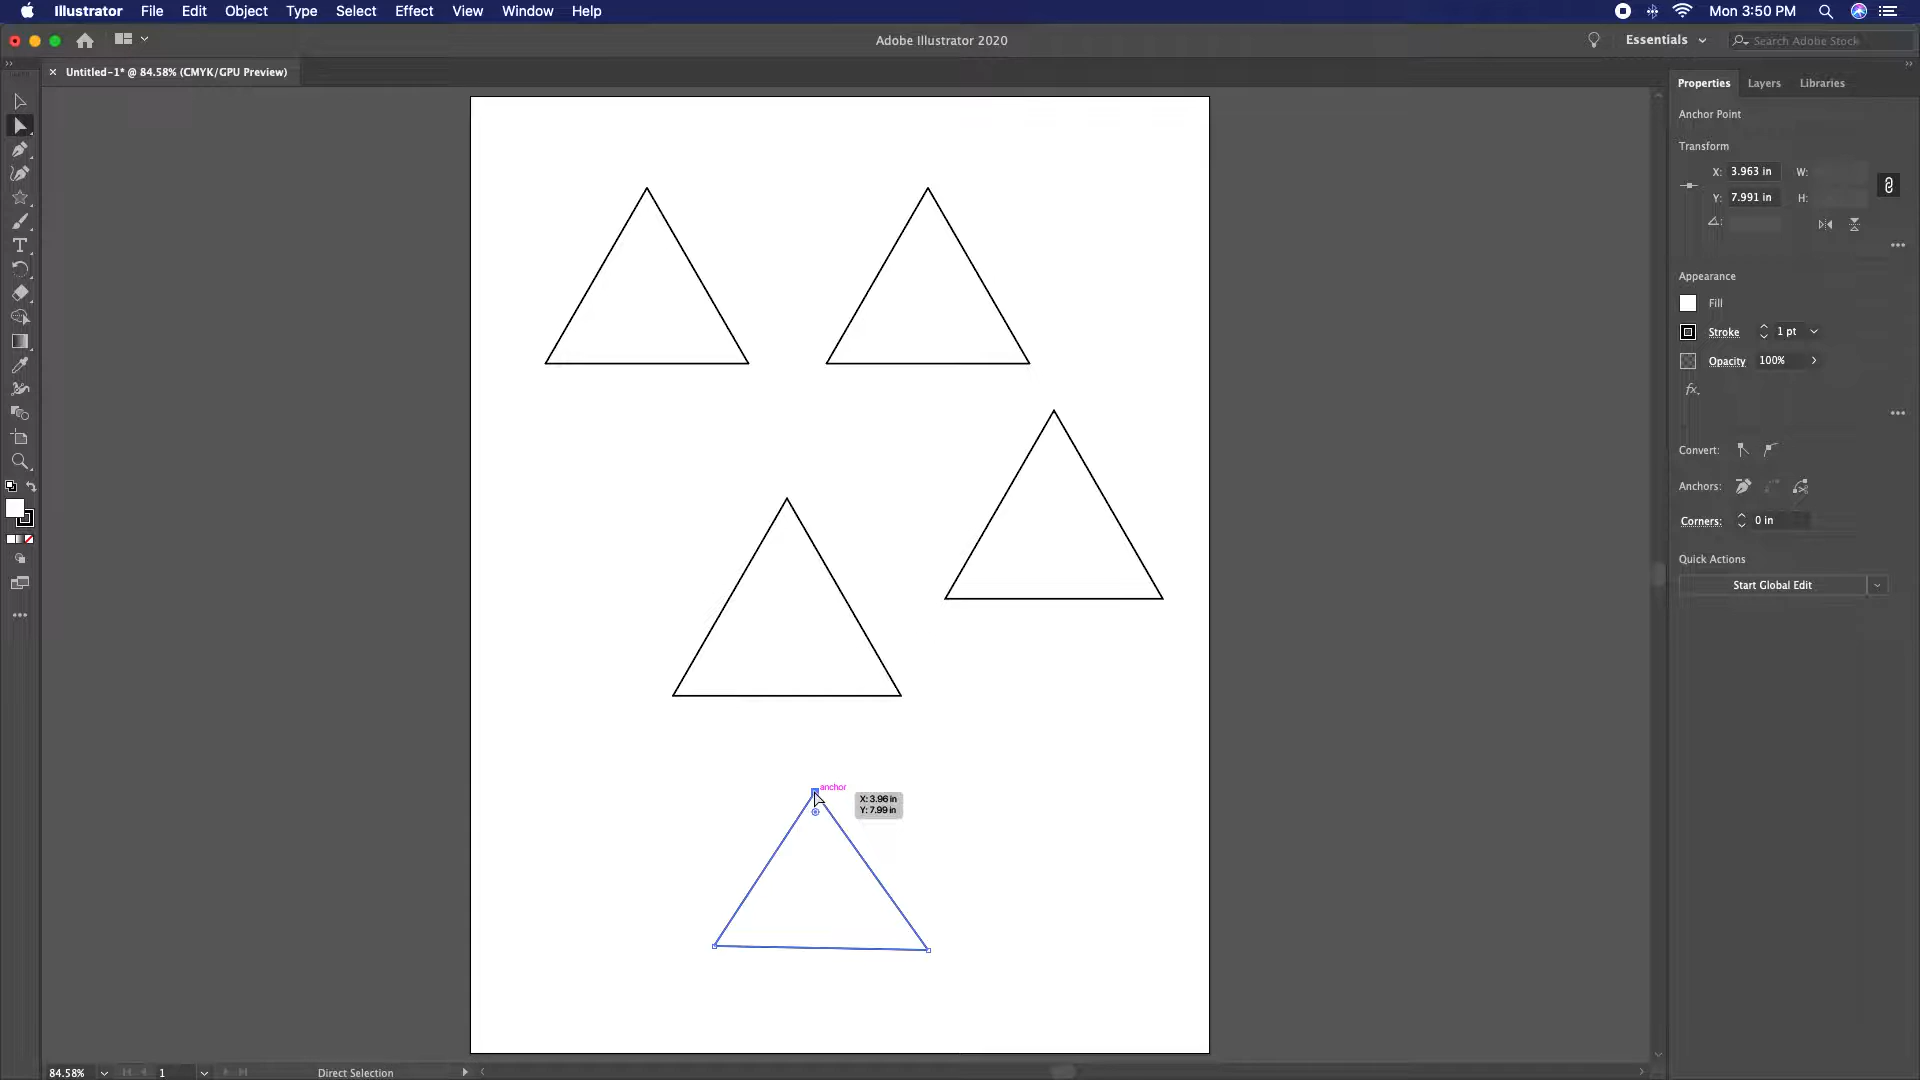 Illustrator File Edit Object Type Select Effect View Window Help Mon 3:50 PM
Adobe Illustrator 2020 Essentials Search Adobe Stock
Untitled-1* @ 84.58% (CMYK/GPU Preview)
Properties Layers Libraries
Anchor Point
Transform
X: 3.963 in W:
Y: 7.991 in H:
Appearance
Fill
Stroke 1 pt
Opacity 100%
fx.
Convert:
Anchors:
Corners: 0 in
Quick Actions
Start Global Edit
anchor
X: 3.96 in
Y: 7.99 in
84.58% 1 Direct Selection